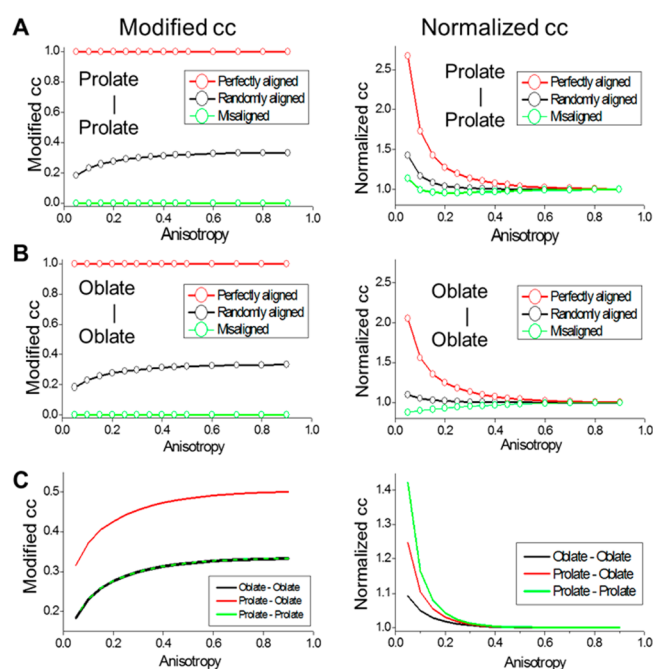 Modified cc
Normalized cc
A
Modified cc
1.0
0.8
0.6
0.4
0.2
0.0
Prolate
|
Prolate
Perfectly aligned
Randomly aligned
Misaligned
0.0 0.2 0.4 0.6 0.8 1.0
Anisotropy
Normalized cc
2.5
2.0
1.5
1.0
Prolate
|
Prolate
Perfectly aligned
Randomly aligned
Misaligned
0.0 0.2 0.4 0.6 0.8 1.0
Anisotropy
B
Modified cc
1.0
0.8
0.6
0.4
0.2
0.0
Oblate
|
Oblate
Perfectly aligned
Randomly aligned
Misaligned
0.0 0.2 0.4 0.6 0.8 1.0
Anisotropy
Normalized cc
2.5
2.0
1.5
1.0
Oblate
|
Oblate
Perfectly aligned
Randomly aligned
Misaligned
0.0 0.2 0.4 0.6 0.8 1.0
Anisotropy
C
Modified cc
0.5
0.4
0.3
0.2
Oblate - Oblate
Prolate - Oblate
Prolate - Prolate
0.0 0.2 0.4 0.6 0.8 1.0
Anisotropy
Normalized cc
1.4
1.3
1.2
1.1
1.0
Oblate - Oblate
Prolate - Oblate
Prolate - Prolate
0.0 0.2 0.4 0.6 0.8 1.0
Anisotropy